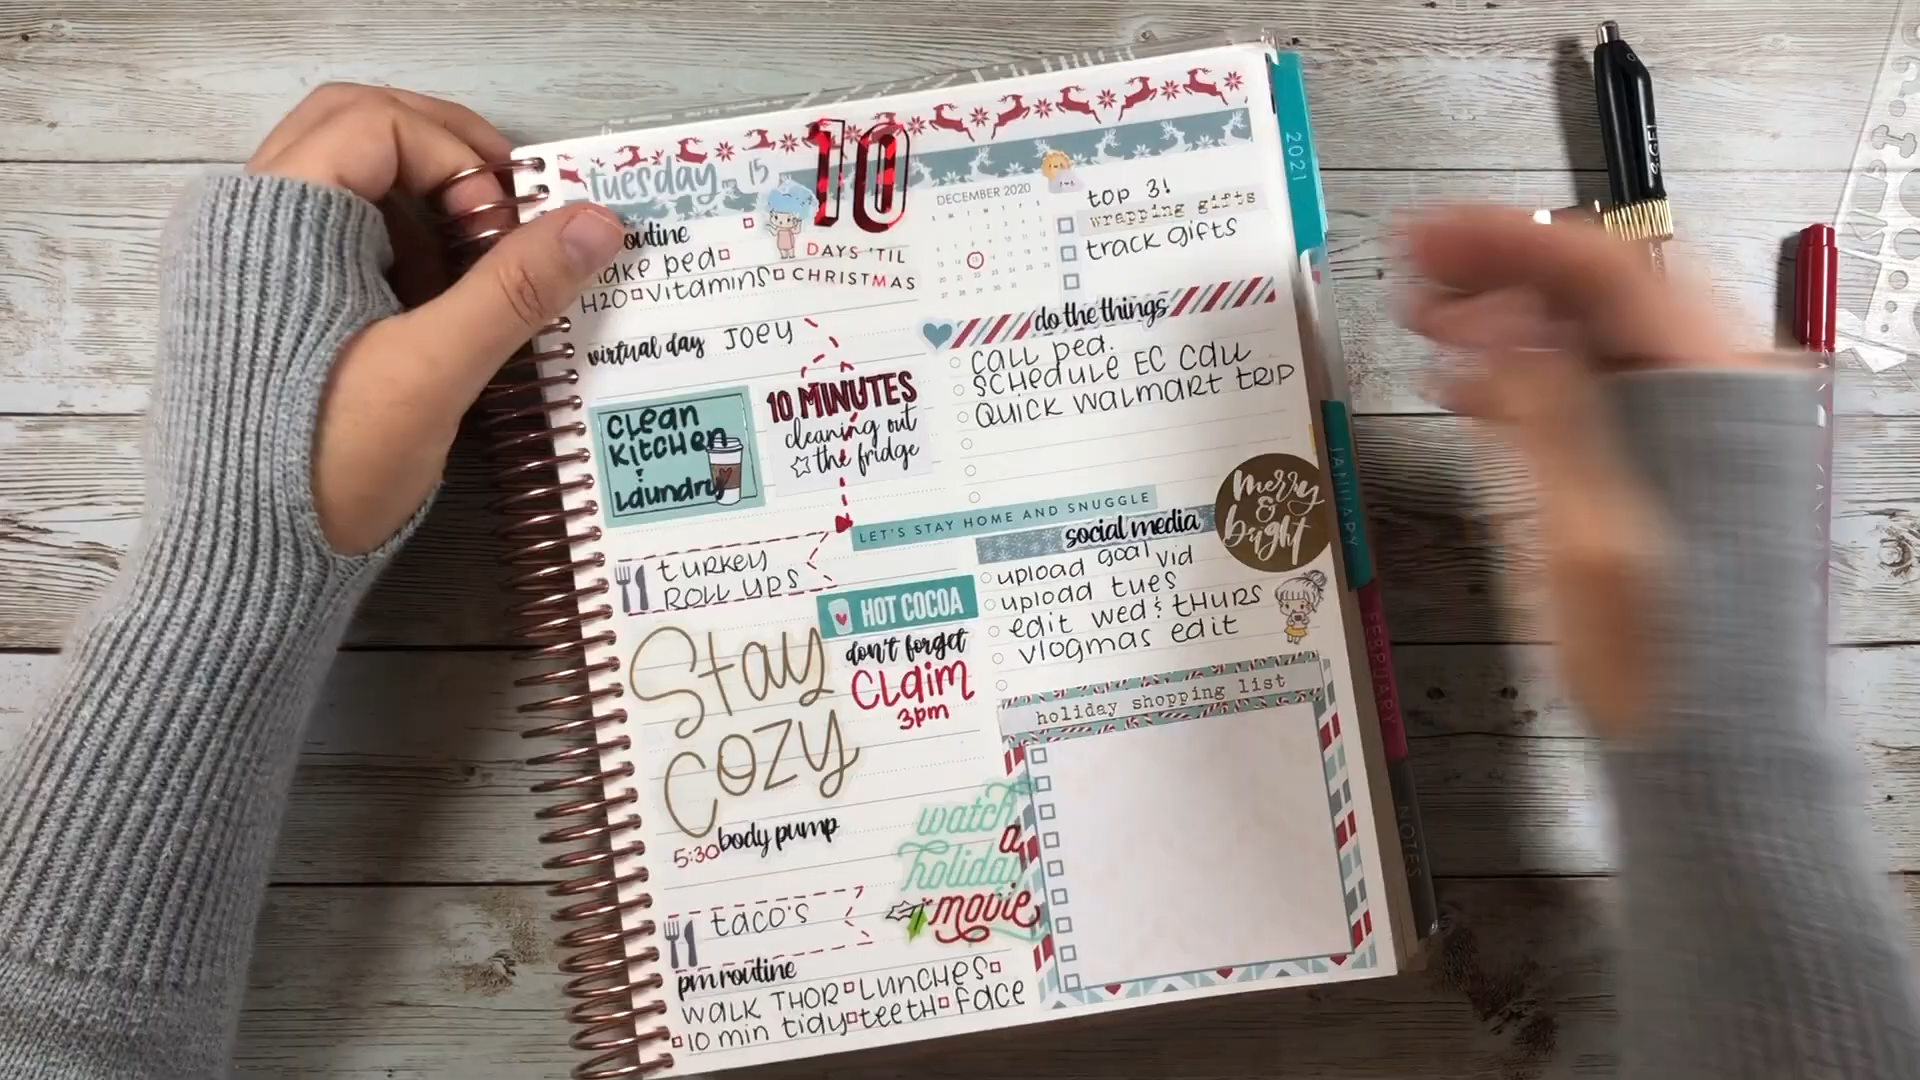 tuesday 15
10
DAYS 'TIL
CHRISTMAS
DECEMBER 2020
top 3!
wrapping gifts
track gifts
H2O Vitamins
virtual day JOEY
CLEAN
KITCHEN
&
Laundry
10 MINUTES
cleaning out
the fridge
do the things
CALL PED.
SCHEDULE EC CALL
QUICK WALMART TRIP
LET'S STAY HOME AND SNUGGLE
merry
&
bright
social media
upload goal vid
upload tues
edit wed & THURS
vlogmas edit
turkey
ROLL UPS
HOT COCOA
don't forget
CLAIM
3pm
Stay
Cozy
holiday shopping list
5:30 body pump
watch
a
holiday
movie
taco's
pm routine
WALK THOR LUNCHES
10 min tidy teeth face
2021
JANUARY
FEBRUARY
NOTES